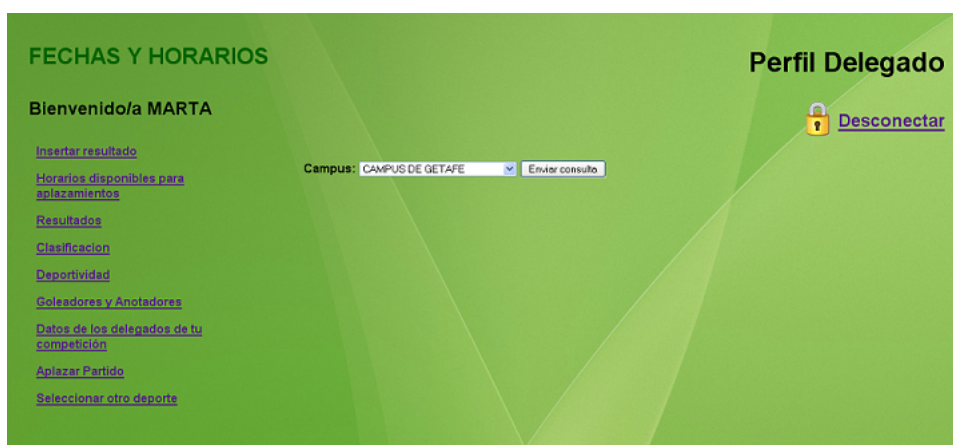 FECHAS Y HORARIOS
Perfil Delegado
Bienvenido/a MARTA
Desconectar
Insertar resultado
Campus: CAMPUS DE GETAFE Enviar consulta
Horarios disponibles para
aplazamientos
Resultados
Clasificacion
Deportividad
Goleadores y Anotadores
Datos de los delegados de tu
competición
Aplazar Partido
Seleccionar otro deporte